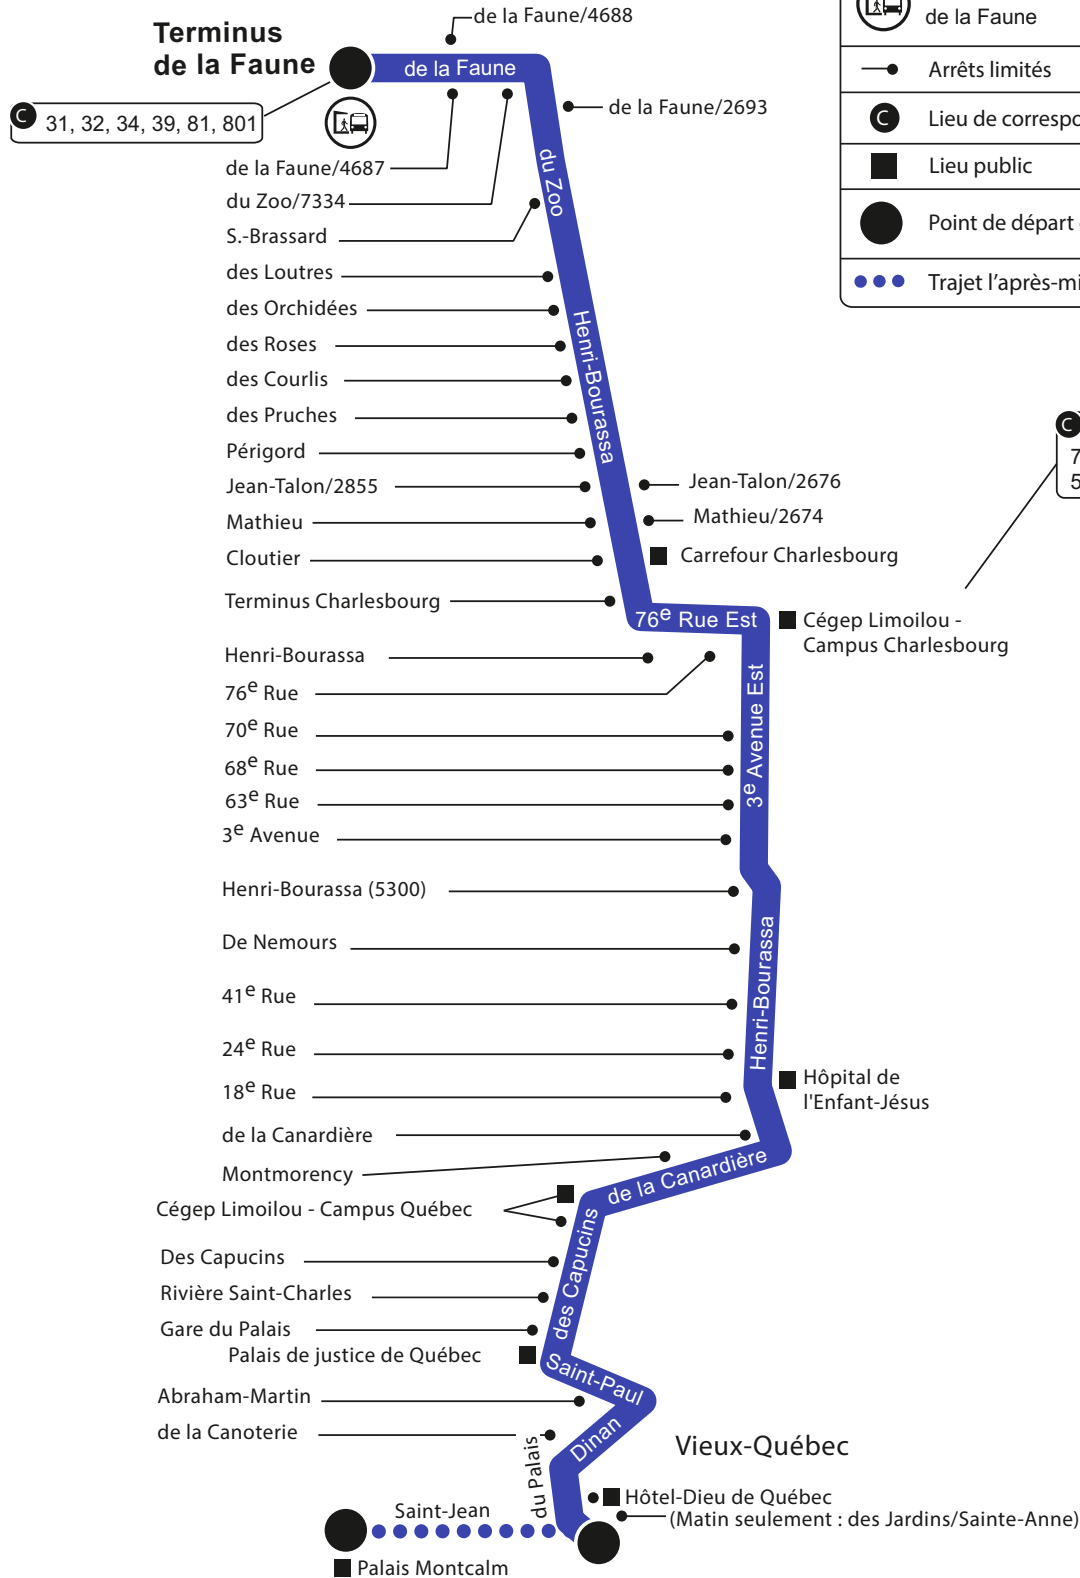 de la Faune/4688
Terminus
de la Faune
de la Faune
de la Faune
Arrêts limités
C Lieu de
C 31, 32, 34, 39, 81, 801
de la Faune/2693
Lieu public
de la Faune/4687
du Zoo
du Zoo/7334
Point de départ
S.-Brassard
des Loutres
Trajet
des Orchidées
Henri-Bourassa
des Roses
des Courlis
des Pruches
C
7
5
Périgord
Jean-Talon/2855
Jean-Talon/2676
Mathieu
Mathieu/2674
Cloutier
Carrefour Charlesbourg
Terminus Charlesbourg
76e Rue Est
Cégep Limoilou -
Campus Charlesbourg
Henri-Bourassa
76e Rue
3e Avenue Est
70e Rue
68e Rue
63e Rue
3e Avenue
Henri-Bourassa (5300)
De Nemours
Henri-Bourassa
41e Rue
24e Rue
18e Rue
Hôpital de
l'Enfant-Jésus
de la Canardière
Montmorency
de la Canardière
Cégep Limoilou - Campus Québec
des Capucins
Des Capucins
Rivière Saint-Charles
Gare du Palais
Palais de justice de Québec
Saint-Paul
Abraham-Martin
de la Canoterie
Dinan
Vieux-Québec
du Palais
Hôtel-Dieu de Québec
(Matin seulement : des Jardins/Sainte-Anne)
Saint-Jean
Palais Montcalm